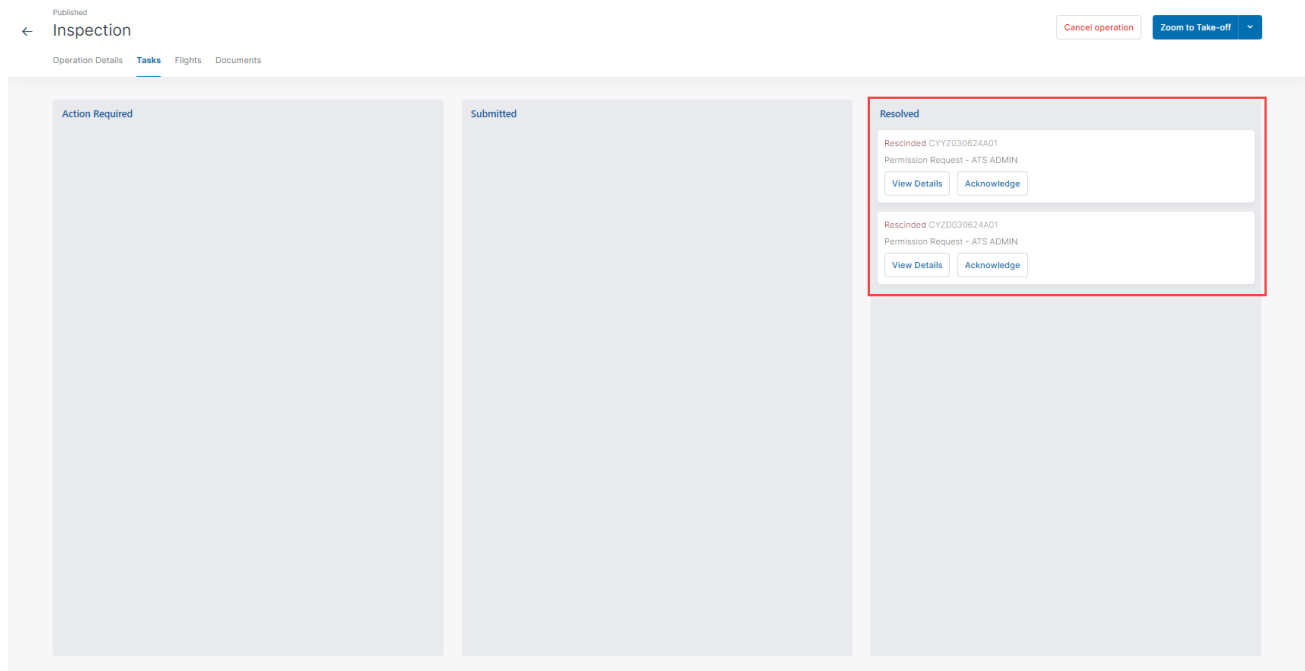 Published
Inspection
Cancel operation
Zoom to Take-off
Operation Details Tasks Flights Documents
Action Required
Submitted
Resolved
Rescinded CYYZ030624A01
Permission Request - ATS ADMIN
View Details Acknowledge
Rescinded CYZD030624A01
Permission Request - ATS ADMIN
View Details Acknowledge